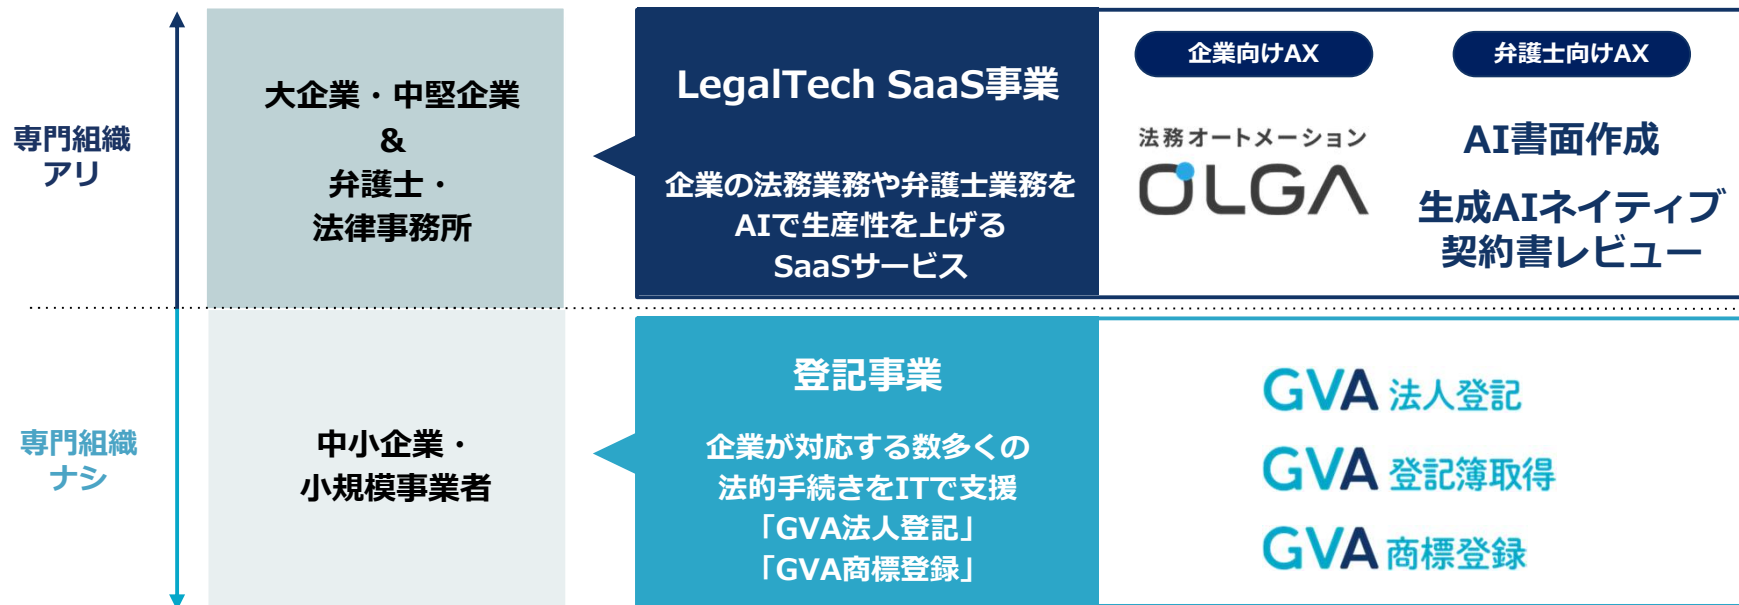 専門組織
アリ
大企業・中堅企業
&
弁護士・
法律事務所
LegalTech SaaS事業
企業の法務業務や弁護士業務を
AIで生産性を上げる
SaaSサービス
企業向けAX
法務オートメーション
OLGA
弁護士向けAX
AI書面作成
生成AIネイティブ
契約書レビュー
専門組織
ナシ
中小企業・
小規模事業者
登記事業
企業が対応する数多くの
法的手続きをITで支援
「GVA法人登記」
「GVA商標登録」
GVA 法人登記
GVA 登記簿取得
GVA 商標登録